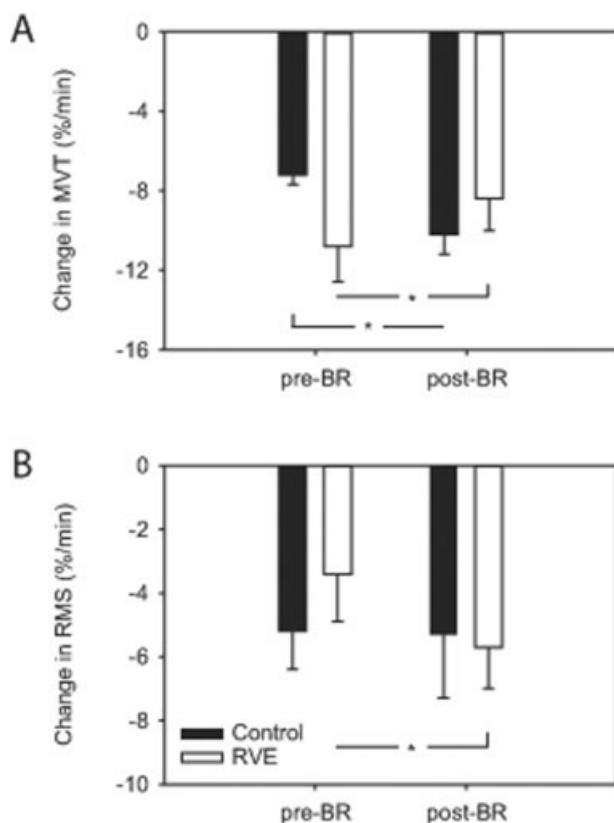 A
0
-4
-8
-12
-16
Change in MVT (%/min)
*
*
pre-BR post-BR
B
0
-2
-4
-6
-8
-10
Change in RMS (%/min)
Control
RVE
*
pre-BR post-BR